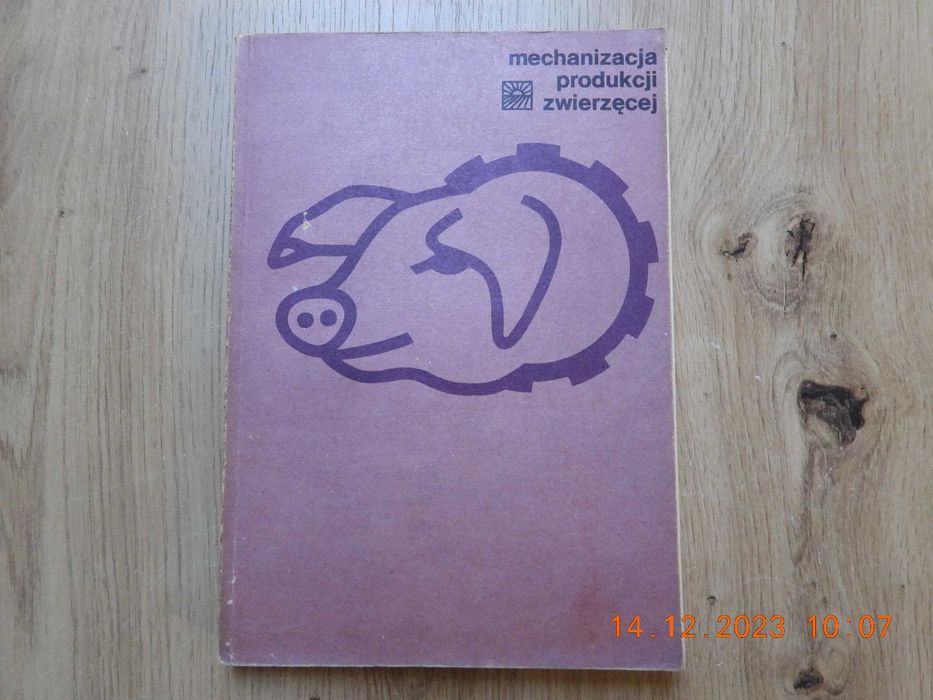 mechanizacja
produkcji
zwierzęcej
14.12.2023 10:07